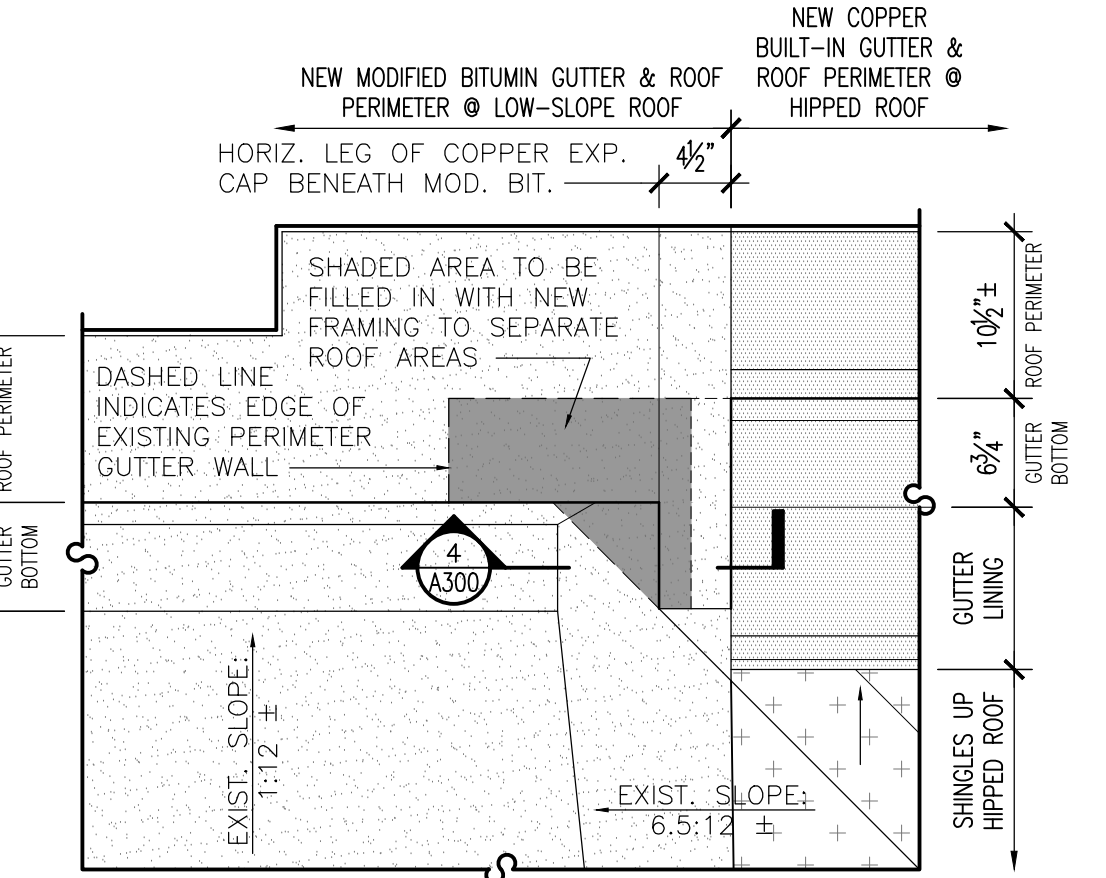 NEW COPPER
BUILT-IN GUTTER &
ROOF PERIMETER @
HIPPED ROOF
NEW MODIFIED BITUMIN GUTTER & ROOF
PERIMETER @ LOW-SLOPE ROOF
HORIZ. LEG OF COPPER EXP.
CAP BENEATH MOD. BIT.
4½"
SHADED AREA TO BE
FILLED IN WITH NEW
FRAMING TO SEPARATE
ROOF AREAS
DASHED LINE
INDICATES EDGE OF
EXISTING PERIMETER
GUTTER WALL
10½"±
ROOF PERIMETER
6¾"
GUTTER
BOTTOM
ROOF PERIMETER
GUTTER
BOTTOM
4
A300
GUTTER
LINING
EXIST. SLOPE:
1:12 ±
EXIST. SLOPE:
6.5:12 ±
SHINGLES UP
HIPPED ROOF